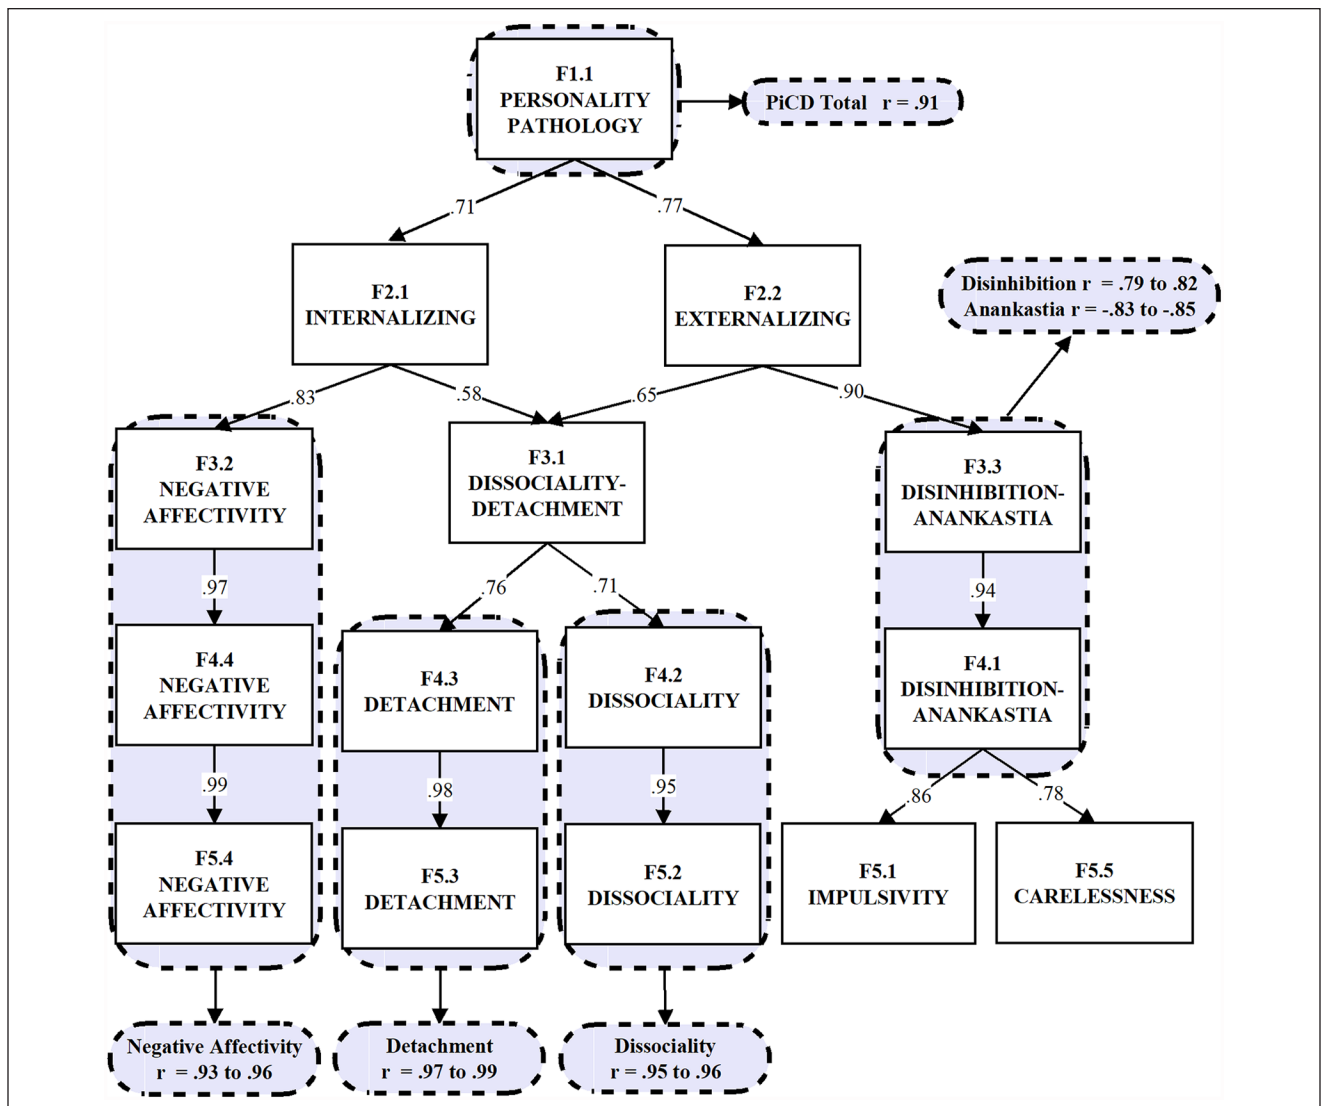 F1.1
PERSONALITY
PATHOLOGY
PiCD Total r = .91
.71
.77
F2.1
INTERNALIZING
F2.2
EXTERNALIZING
Disinhibition r = .79 to .82
Anankastia r = -.83 to -.85
.83
.58
.65
.90
F3.2
NEGATIVE
AFFECTIVITY
F3.1
DISSOCIALITY-
DETACHMENT
F3.3
DISINHIBITION-
ANANKASTIA
.97
.76
.71
.94
F4.4
NEGATIVE
AFFECTIVITY
F4.3
DETACHMENT
F4.2
DISSOCIALITY
F4.1
DISINHIBITION-
ANANKASTIA
.99
.98
.95
.86
.78
F5.4
NEGATIVE
AFFECTIVITY
F5.3
DETACHMENT
F5.2
DISSOCIALITY
F5.1
IMPULSIVITY
F5.5
CARELESSNESS
Negative Affectivity
r = .93 to .96
Detachment
r = .97 to .99
Dissociality
r = .95 to .96